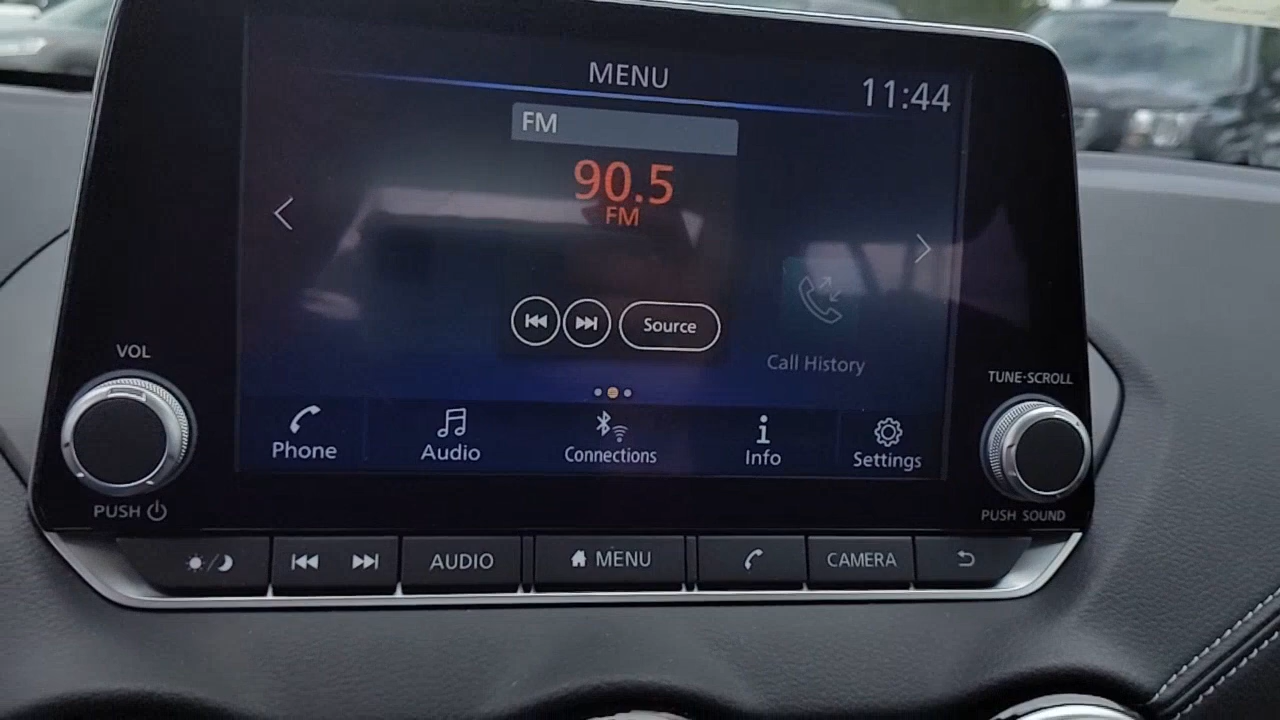 MENU
11:44
FM
90.5
FM
Source
Call History
VOL
TUNE·SCROLL
Phone
Audio
Connections
Info
Settings
PUSH
PUSH SOUND
AUDIO
MENU
CAMERA